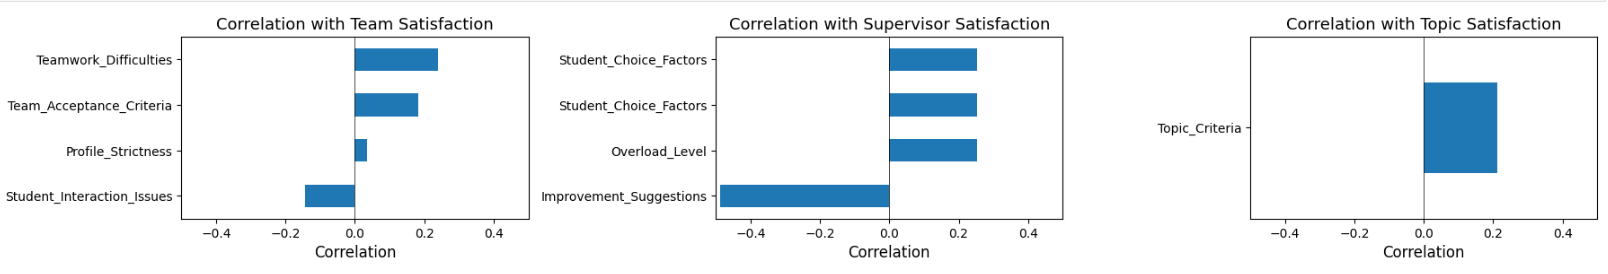 Correlation with Team Satisfaction
Teamwork_Difficulties
Team_Acceptance_Criteria
Profile_Strictness
Student_Interaction_Issues
−0.4 −0.2 0.0 0.2 0.4
Correlation
Correlation with Supervisor Satisfaction
Student_Choice_Factors
Student_Choice_Factors
Overload_Level
Improvement_Suggestions
−0.4 −0.2 0.0 0.2 0.4
Correlation
Correlation with Topic Satisfaction
Topic_Criteria
−0.4 −0.2 0.0 0.2 0.4
Correlation